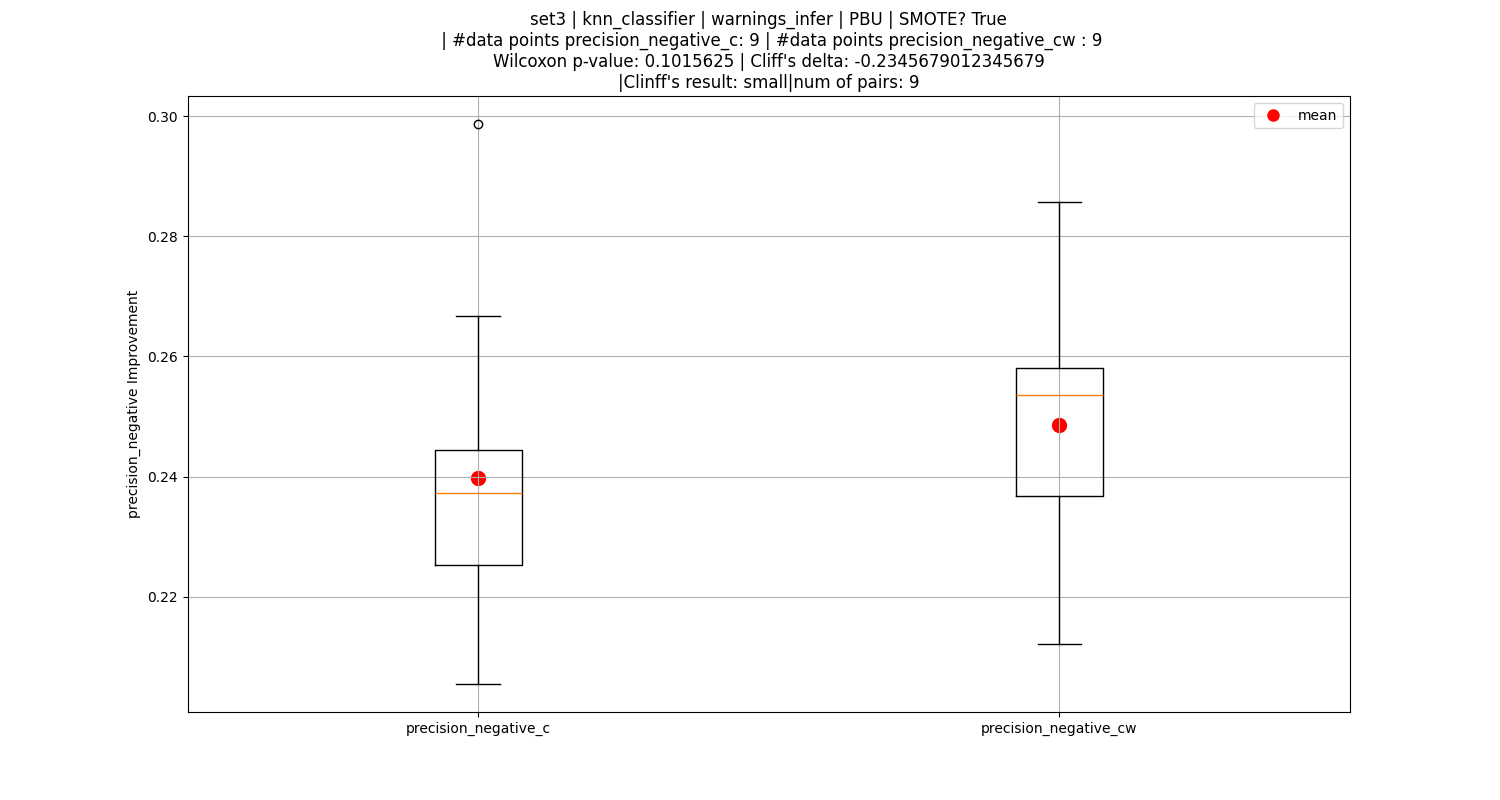 set3 | knn_classifier | warnings_infer | PBU | SMOTE? True
| #data points precision_negative_c: 9 | #data points precision_negative_cw : 9
Wilcoxon p-value: 0.1015625 | Cliff's delta: -0.2345679012345679
|Clinff's result: small|num of pairs: 9
mean
0.30
0.28
0.26
0.24
0.22
precision_negative Improvement
precision_negative_c
precision_negative_cw